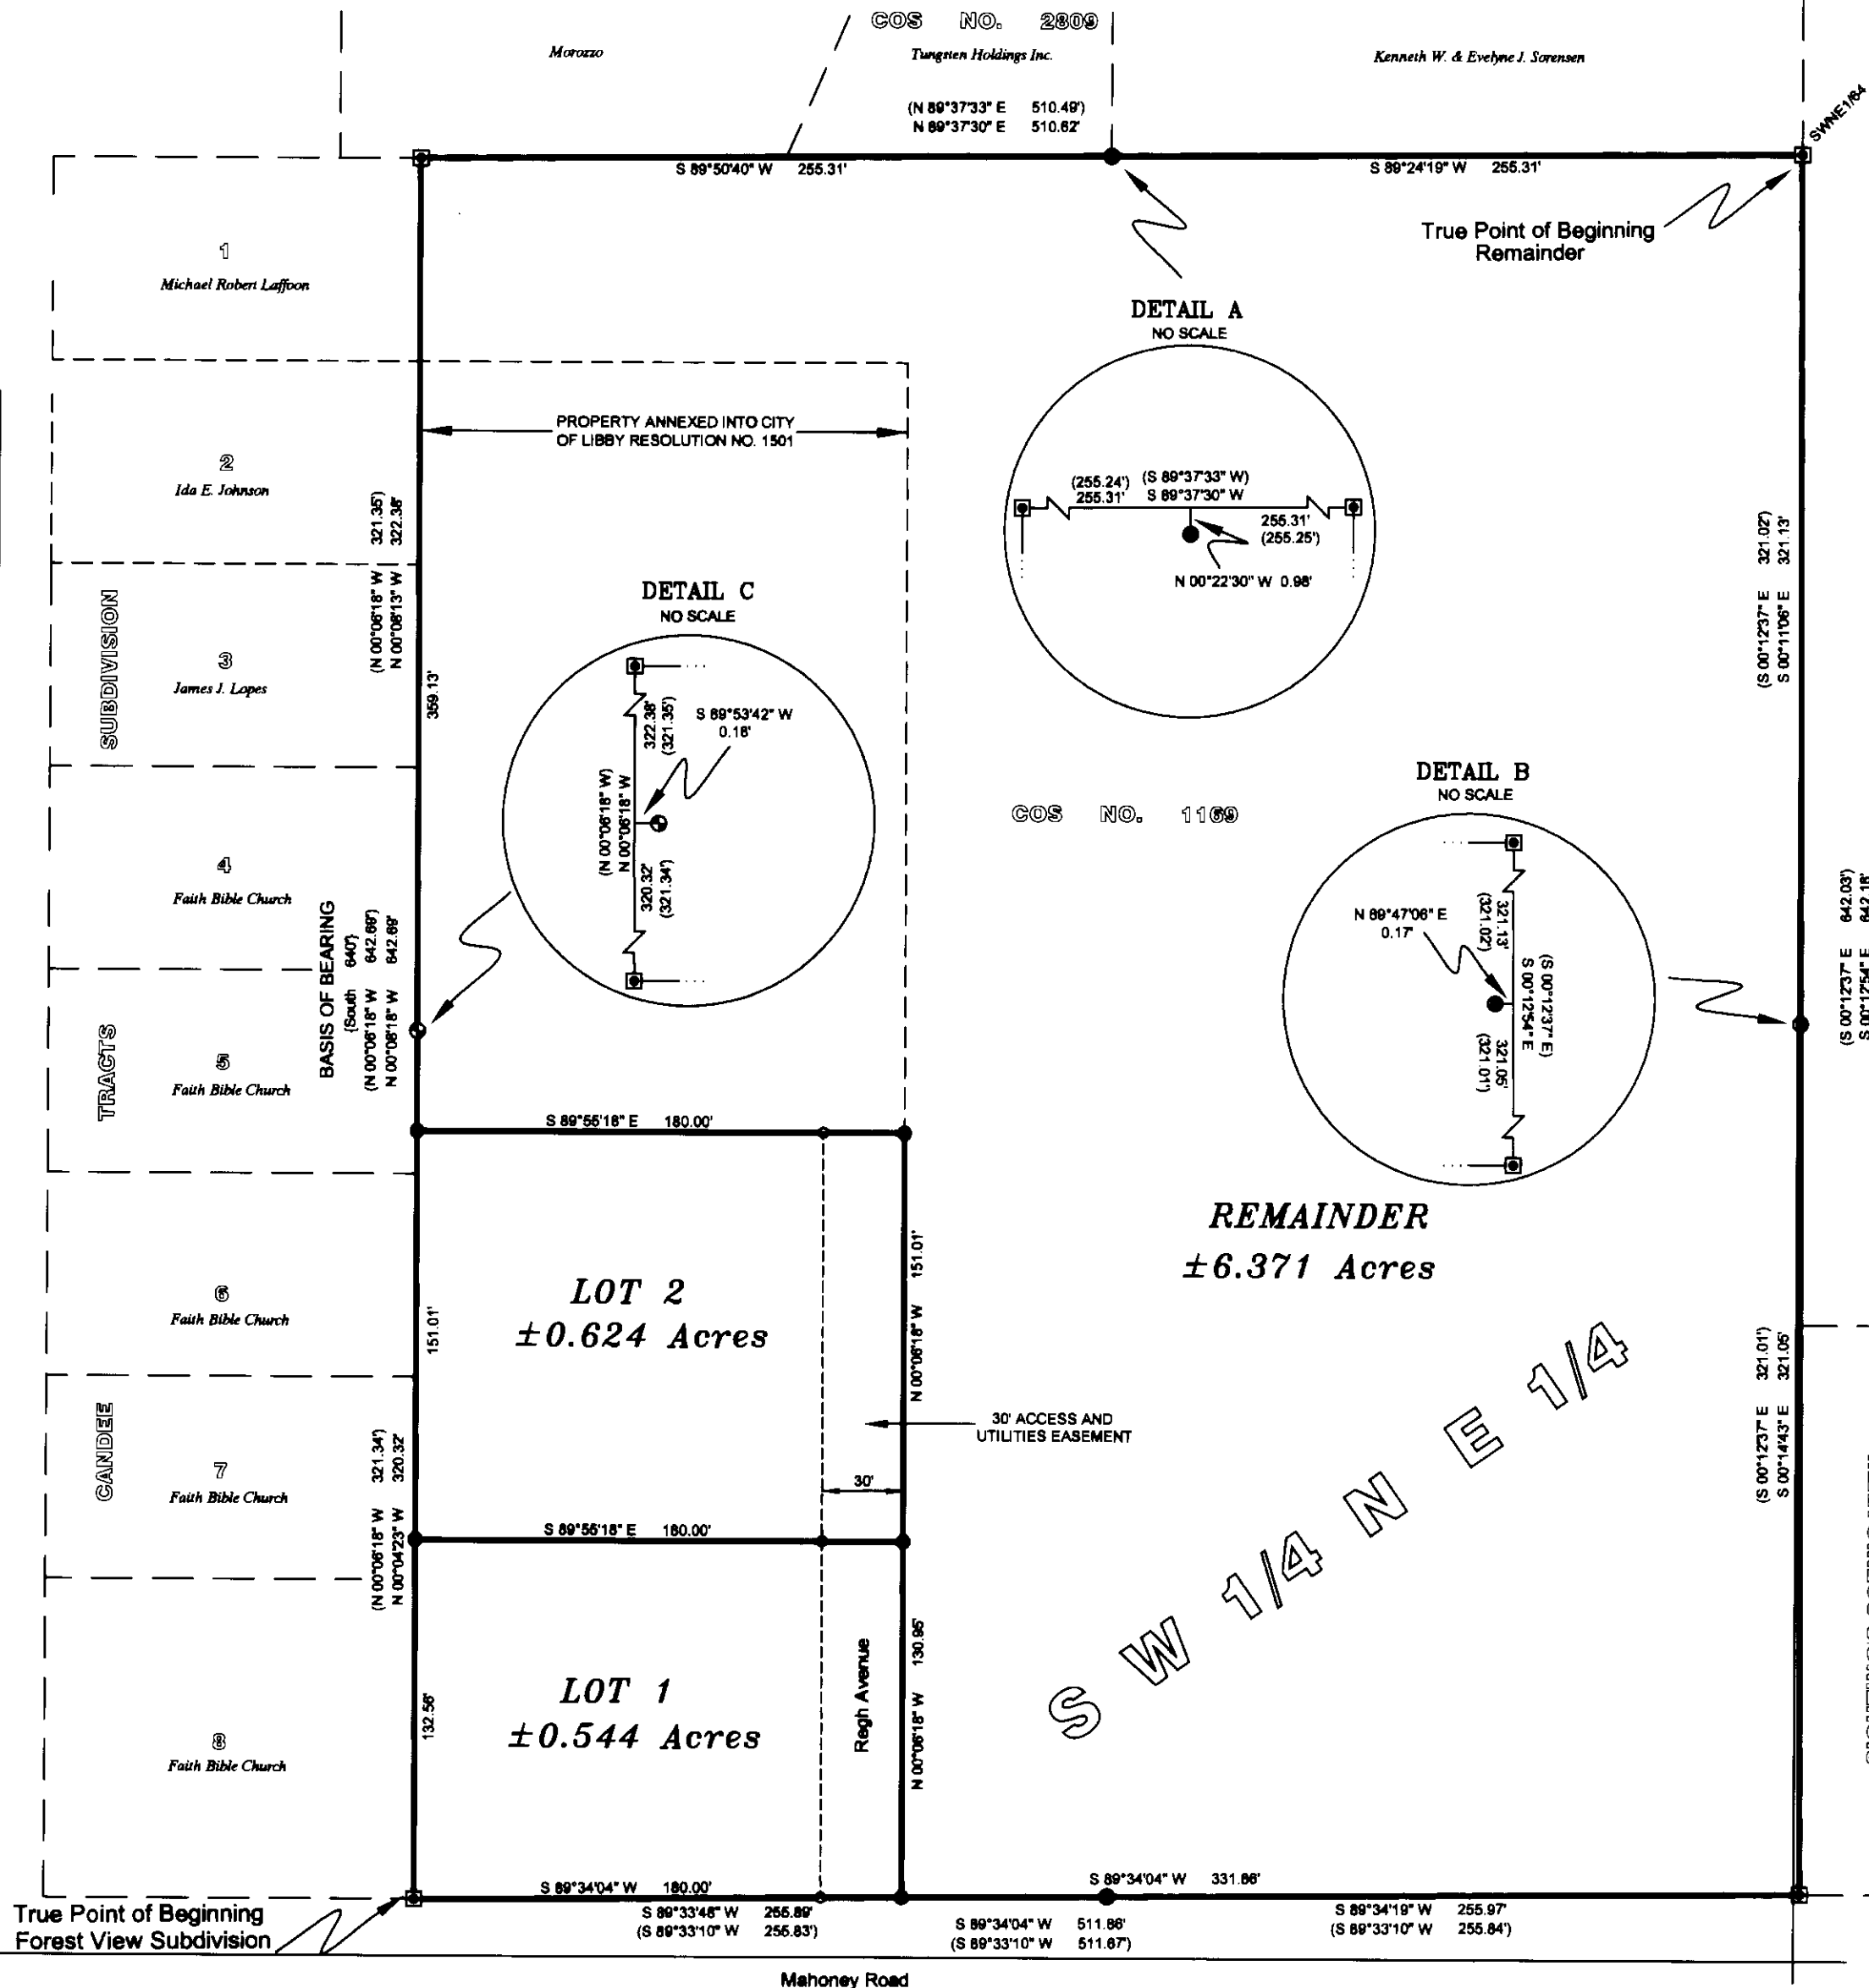 COS NO. 2809
Morozzo
Tungsten Holdings Inc.
Kenneth W. & Evelyne J. Sorensen
(N 89°37'33" E 510.49')
N 89°37'30" E 510.62'
SWNE1/64
S 89°50'40" W 255.31'
S 89°24'19" W 255.31'
True Point of Beginning
Remainder
1
Michael Robert Laffoon
DETAIL A
NO SCALE
PROPERTY ANNEXED INTO CITY
OF LIBBY RESOLUTION NO. 1501
2
Ida E. Johnson
(255.24') (S 89°37'33" W)
255.31' S 89°37'30" W
255.31'
(255.25')
N 00°22'30" W 0.98'
(N 00°06'18" W 321.35')
N 00°08'13" W 322.38'
(S 00°12'37" E 321.02')
S 00°11'06" E 321.13'
SUBDIVISION
3
James J. Lopes
359.13'
DETAIL C
NO SCALE
322.38'
(321.35')
S 89°53'42" W
0.18'
(N 00°06'18" W)
N 00°06'18" W
320.32'
(321.34')
COS NO. 1169
DETAIL B
NO SCALE
N 89°47'06" E
0.17'
321.13'
(321.02')
(S 00°12'37" E)
S 00°12'54" E
321.05'
(321.01')
(S 00°12'37" E 642.03')
S 00°12'54" E 642.18'
4
Faith Bible Church
BASIS OF BEARING
{South 640'}
(N 00°06'18" W 642.69')
N 00°06'18" W 642.69'
TRACTS
5
Faith Bible Church
S 89°55'18" E 180.00'
REMAINDER
±6.371 Acres
6
Faith Bible Church
LOT 2
±0.624 Acres
151.01'
N 00°06'18" W 151.01'
30' ACCESS AND
UTILITIES EASEMENT
30'
S W 1/4 N E 1/4
(S 00°12'37" E 321.01')
S 00°14'43" E 321.05'
CANDEE
7
Faith Bible Church
(N 00°06'18" W 321.34')
N 00°04'23" W 320.32'
S 89°55'18" E 180.00'
8
Faith Bible Church
LOT 1
±0.544 Acres
132.56'
Regh Avenue
N 00°06'18" W 130.95'
S 89°34'04" W 180.00'
S 89°34'04" W 331.86'
True Point of Beginning
Forest View Subdivision
S 89°33'48" W 255.89'
(S 89°33'10" W 255.83')
S 89°34'04" W 511.86'
(S 89°33'10" W 511.67')
S 89°34'19" W 255.97'
(S 89°33'10" W 255.84')
Mahoney Road